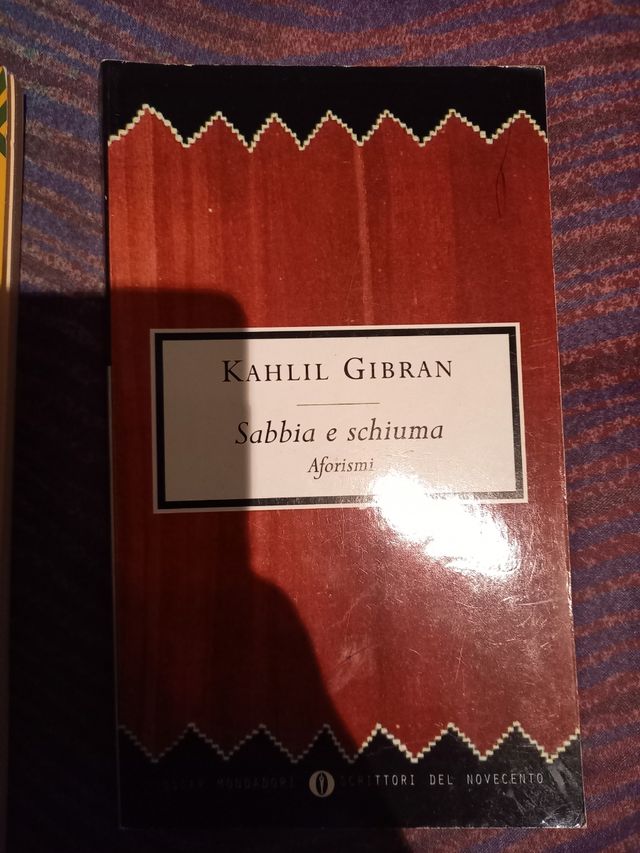 KAHLIL GIBRAN
Sabbia e schiuma
Aforismi
OSCAR MONDADORI SCRITTORI DEL NOVECENTO